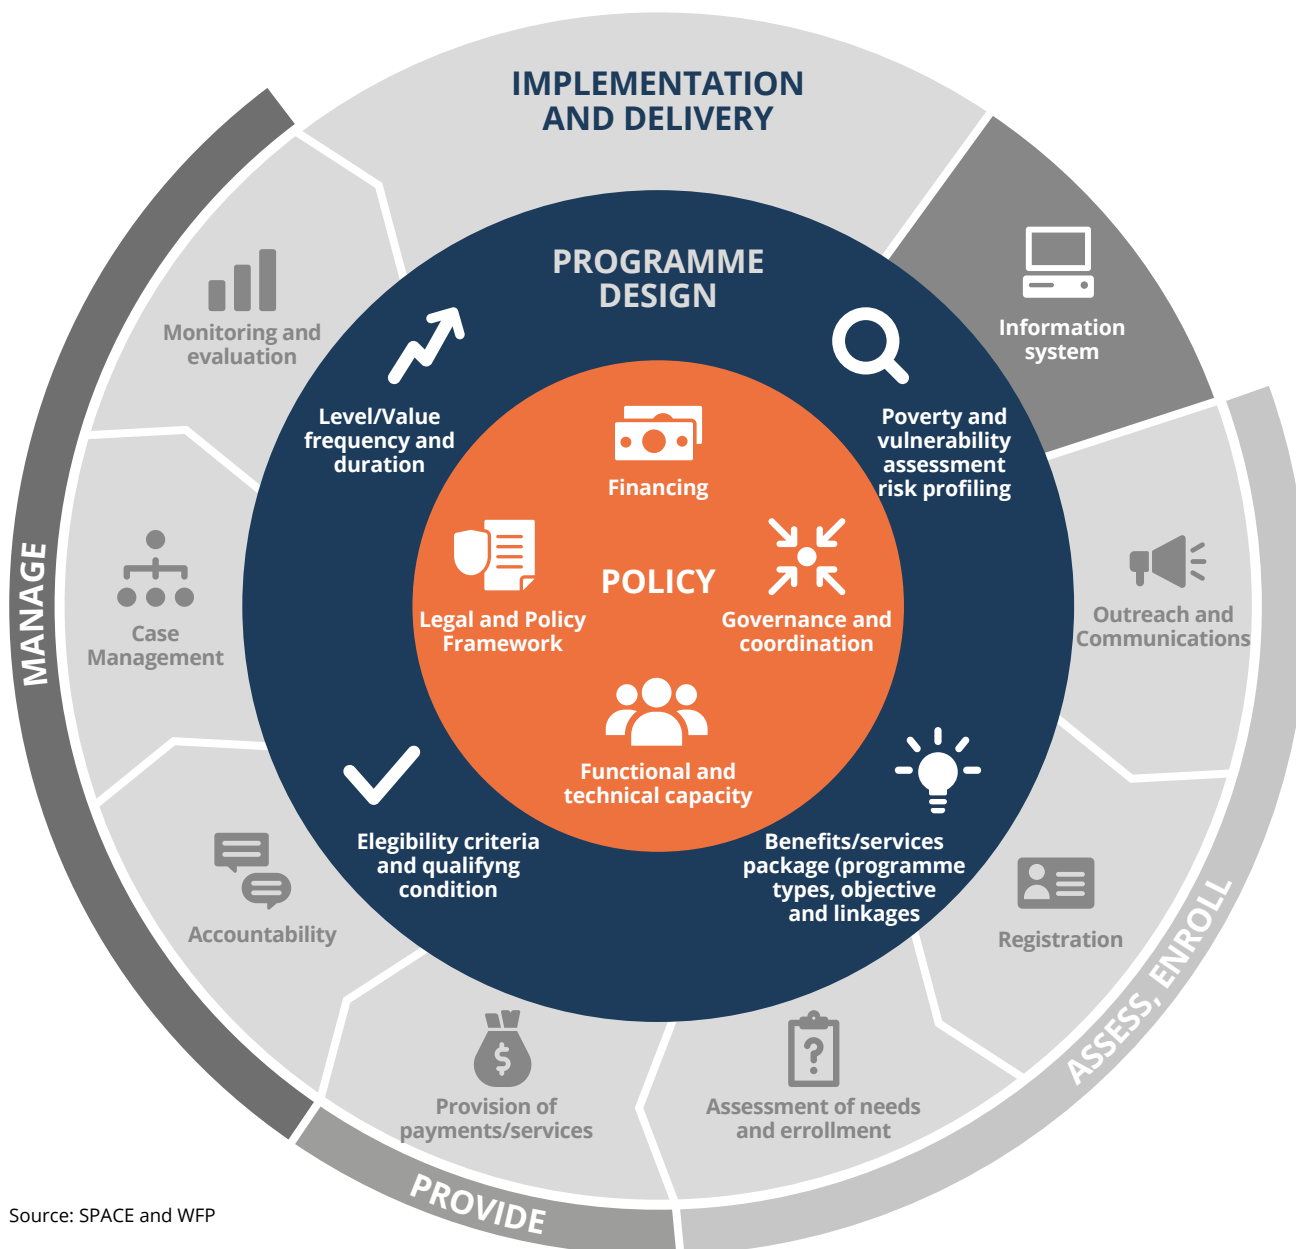 IMPLEMENTATION
AND DELIVERY
Information
system
PROGRAMME
DESIGN
Monitoring and
evaluation
Level/Value
frequency and
duration
Poverty and
vulnerability
assessment
risk profiling
Financing
POLICY
Legal and Policy
Framework
Governance and
coordination
Functional and
technical capacity
MANAGE
Case
Management
Outreach and
Communications
Elegibility criteria
and qualifyng
condition
Benefits/services
package (programme
types, objective
and linkages
Accountability
Registration
ASSESS, ENROLL
Provision of
payments/services
Assessment of needs
and errollment
PROVIDE
Source: SPACE and WFP